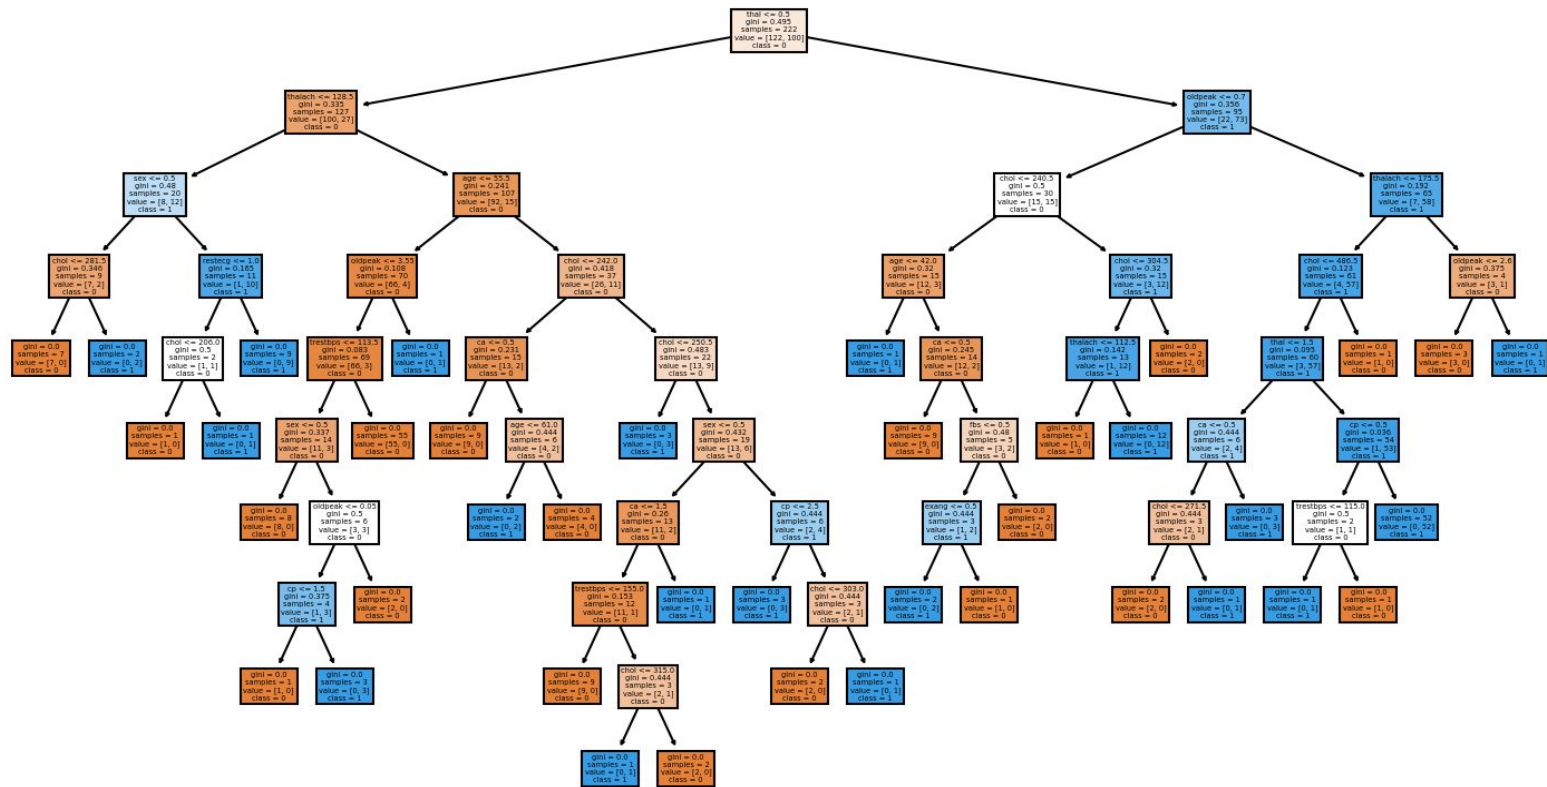 thal <= 0.5
gini = 0.495
samples = 222
value = [122, 100]
class = 0
thalach <= 128.5
gini = 0.335
samples = 127
value = [100, 27]
class = 0
oldpeak <= 0.7
gini = 0.356
samples = 95
value = [22, 73]
class = 1
sex <= 0.5
gini = 0.48
samples = 20
value = [8, 12]
class = 1
age <= 55.5
gini = 0.241
samples = 107
value = [92, 15]
class = 0
chol <= 240.5
gini = 0.5
samples = 30
value = [15, 15]
class = 0
thalach <= 175.5
gini = 0.192
samples = 65
value = [7, 58]
class = 1
chol <= 281.5
gini = 0.346
samples = 9
value = [7, 2]
class = 0
restecg <= 1.0
gini = 0.165
samples = 11
value = [1, 10]
class = 1
oldpeak <= 3.55
gini = 0.108
samples = 70
value = [66, 4]
class = 0
chol <= 242.0
gini = 0.418
samples = 37
value = [26, 11]
class = 0
age <= 42.0
gini = 0.32
samples = 15
value = [12, 3]
class = 0
chol <= 304.5
gini = 0.32
samples = 15
value = [3, 12]
class = 1
chol <= 486.5
gini = 0.123
samples = 61
value = [4, 57]
class = 1
oldpeak <= 2.6
gini = 0.375
samples = 4
value = [3, 1]
class = 0
gini = 0.0
samples = 7
value = [7, 0]
class = 0
gini = 0.0
samples = 2
value = [0, 2]
class = 1
chol <= 206.0
gini = 0.5
samples = 2
value = [1, 1]
class = 0
gini = 0.0
samples = 9
value = [0, 9]
class = 1
trestbps <= 113.5
gini = 0.083
samples = 69
value = [66, 3]
class = 0
gini = 0.0
samples = 1
value = [0, 1]
class = 1
ca <= 0.5
gini = 0.231
samples = 15
value = [13, 2]
class = 0
chol <= 250.5
gini = 0.483
samples = 22
value = [13, 9]
class = 0
gini = 0.0
samples = 1
value = [0, 1]
class = 1
ca <= 0.5
gini = 0.245
samples = 14
value = [12, 2]
class = 0
thalach <= 112.5
gini = 0.142
samples = 13
value = [1, 12]
class = 1
gini = 0.0
samples = 2
value = [2, 0]
class = 0
thal <= 1.5
gini = 0.095
samples = 60
value = [3, 57]
class = 1
gini = 0.0
samples = 1
value = [1, 0]
class = 0
gini = 0.0
samples = 3
value = [3, 0]
class = 0
gini = 0.0
samples = 1
value = [0, 1]
class = 1
gini = 0.0
samples = 1
value = [1, 0]
class = 0
gini = 0.0
samples = 1
value = [0, 1]
class = 1
sex <= 0.5
gini = 0.337
samples = 14
value = [11, 3]
class = 0
gini = 0.0
samples = 55
value = [55, 0]
class = 0
gini = 0.0
samples = 9
value = [9, 0]
class = 0
age <= 61.0
gini = 0.444
samples = 6
value = [4, 2]
class = 0
gini = 0.0
samples = 3
value = [0, 3]
class = 1
sex <= 0.5
gini = 0.432
samples = 19
value = [13, 6]
class = 0
gini = 0.0
samples = 9
value = [9, 0]
class = 0
fbs <= 0.5
gini = 0.48
samples = 5
value = [3, 2]
class = 0
gini = 0.0
samples = 1
value = [1, 0]
class = 0
gini = 0.0
samples = 12
value = [0, 12]
class = 1
ca <= 0.5
gini = 0.444
samples = 6
value = [2, 4]
class = 1
cp <= 0.5
gini = 0.036
samples = 54
value = [1, 53]
class = 1
gini = 0.0
samples = 8
value = [8, 0]
class = 0
oldpeak <= 0.05
gini = 0.5
samples = 6
value = [3, 3]
class = 0
gini = 0.0
samples = 2
value = [0, 2]
class = 1
gini = 0.0
samples = 4
value = [4, 0]
class = 0
ca <= 1.5
gini = 0.26
samples = 13
value = [11, 2]
class = 0
cp <= 2.5
gini = 0.444
samples = 6
value = [2, 4]
class = 1
exang <= 0.5
gini = 0.444
samples = 3
value = [1, 2]
class = 1
gini = 0.0
samples = 2
value = [2, 0]
class = 0
chol <= 271.5
gini = 0.444
samples = 3
value = [2, 1]
class = 0
gini = 0.0
samples = 3
value = [0, 3]
class = 1
trestbps <= 115.0
gini = 0.5
samples = 2
value = [1, 1]
class = 0
gini = 0.0
samples = 52
value = [0, 52]
class = 1
cp <= 1.5
gini = 0.375
samples = 4
value = [1, 3]
class = 1
gini = 0.0
samples = 2
value = [2, 0]
class = 0
trestbps <= 155.0
gini = 0.153
samples = 12
value = [11, 1]
class = 0
gini = 0.0
samples = 1
value = [0, 1]
class = 1
gini = 0.0
samples = 3
value = [0, 3]
class = 1
chol <= 303.0
gini = 0.444
samples = 3
value = [2, 1]
class = 0
gini = 0.0
samples = 2
value = [0, 2]
class = 1
gini = 0.0
samples = 1
value = [1, 0]
class = 0
gini = 0.0
samples = 2
value = [2, 0]
class = 0
gini = 0.0
samples = 1
value = [0, 1]
class = 1
gini = 0.0
samples = 1
value = [0, 1]
class = 1
gini = 0.0
samples = 1
value = [1, 0]
class = 0
gini = 0.0
samples = 1
value = [1, 0]
class = 0
gini = 0.0
samples = 3
value = [0, 3]
class = 1
gini = 0.0
samples = 9
value = [9, 0]
class = 0
chol <= 315.0
gini = 0.444
samples = 3
value = [2, 1]
class = 0
gini = 0.0
samples = 2
value = [2, 0]
class = 0
gini = 0.0
samples = 1
value = [0, 1]
class = 1
gini = 0.0
samples = 1
value = [0, 1]
class = 1
gini = 0.0
samples = 2
value = [2, 0]
class = 0